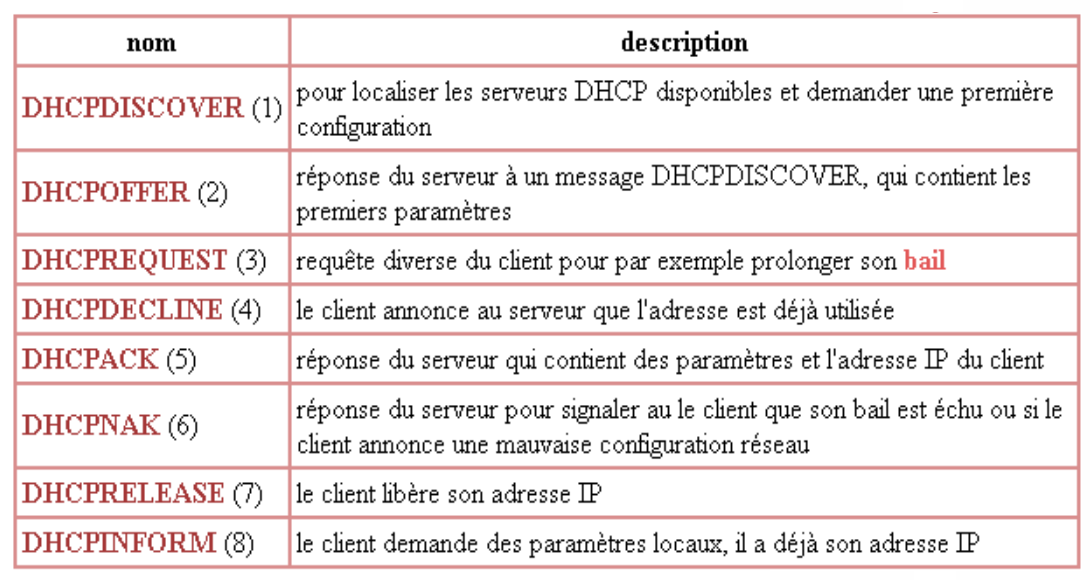 nom description
DHCPDISCOVER (1) pour localiser les serveurs DHCP disponibles et demander une première
configuration
DHCPOFFER (2) réponse du serveur à un message DHCPDISCOVER, qui contient les
premiers paramètres
DHCPREQUEST (3) requête diverse du client pour par exemple prolonger son bail
DHCPDECLINE (4) le client annonce au serveur que l'adresse est déjà utilisée
DHCPACK (5) réponse du serveur qui contient des paramètres et l'adresse IP du client
DHCPNAK (6) réponse du serveur pour signaler au le client que son bail est échu ou si le
client annonce une mauvaise configuration réseau
DHCPRELEASE (7) le client libère son adresse IP
DHCPINFORM (8) le client demande des paramètres locaux, il a déjà son adresse IP